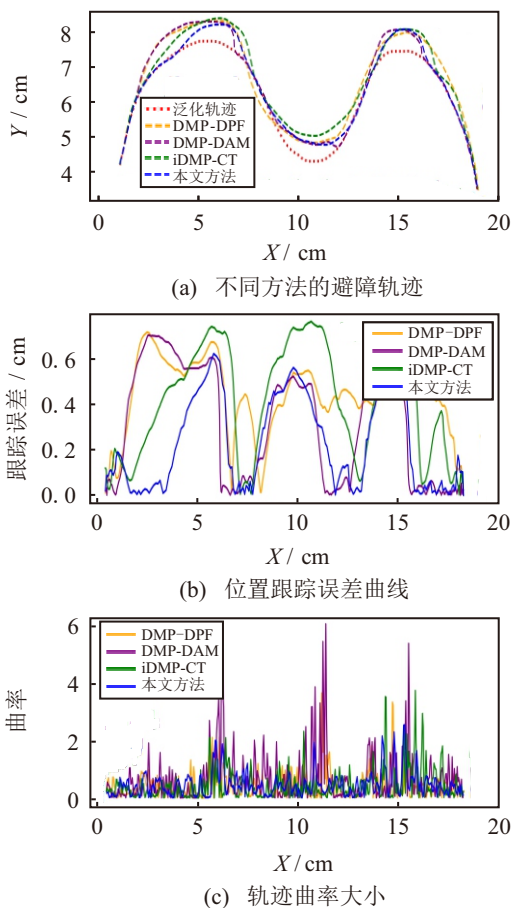 8
7
6
5
4
Y / cm
泛化轨迹
DMP-DPF
DMP-DAM
iDMP-CT
本文方法
0 5 10 15 20
X / cm
(a) 不同方法的避障轨迹
0.6
0.4
0.2
0.0
跟踪误差 / cm
DMP-DPF
DMP-DAM
iDMP-CT
本文方法
0 5 10 15 20
X / cm
(b) 位置跟踪误差曲线
6
4
2
0
曲率
DMP-DPF
DMP-DAM
iDMP-CT
本文方法
0 5 10 15 20
X / cm
(c) 轨迹曲率大小